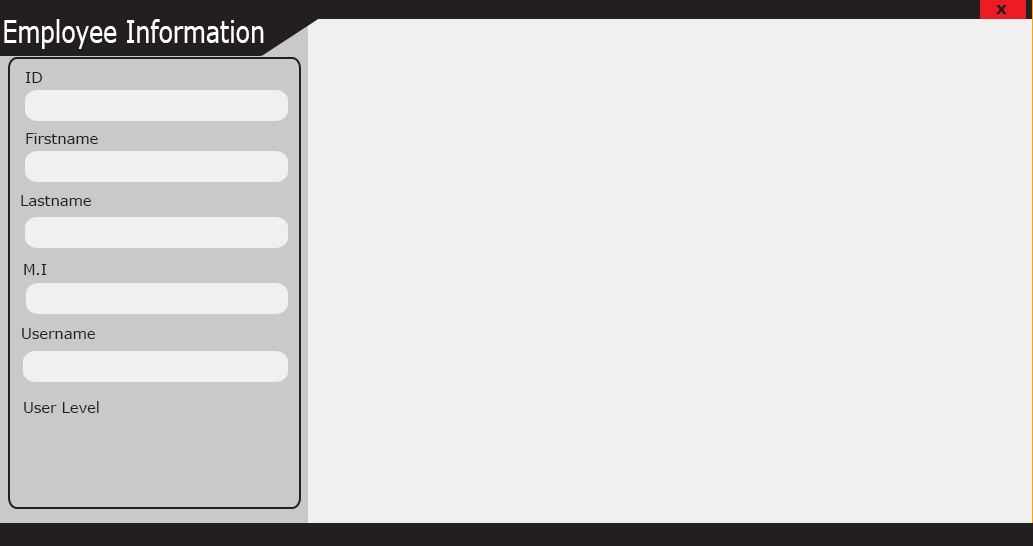 x
Employee Information
ID
Firstname
Lastname
M.I
Username
User Level